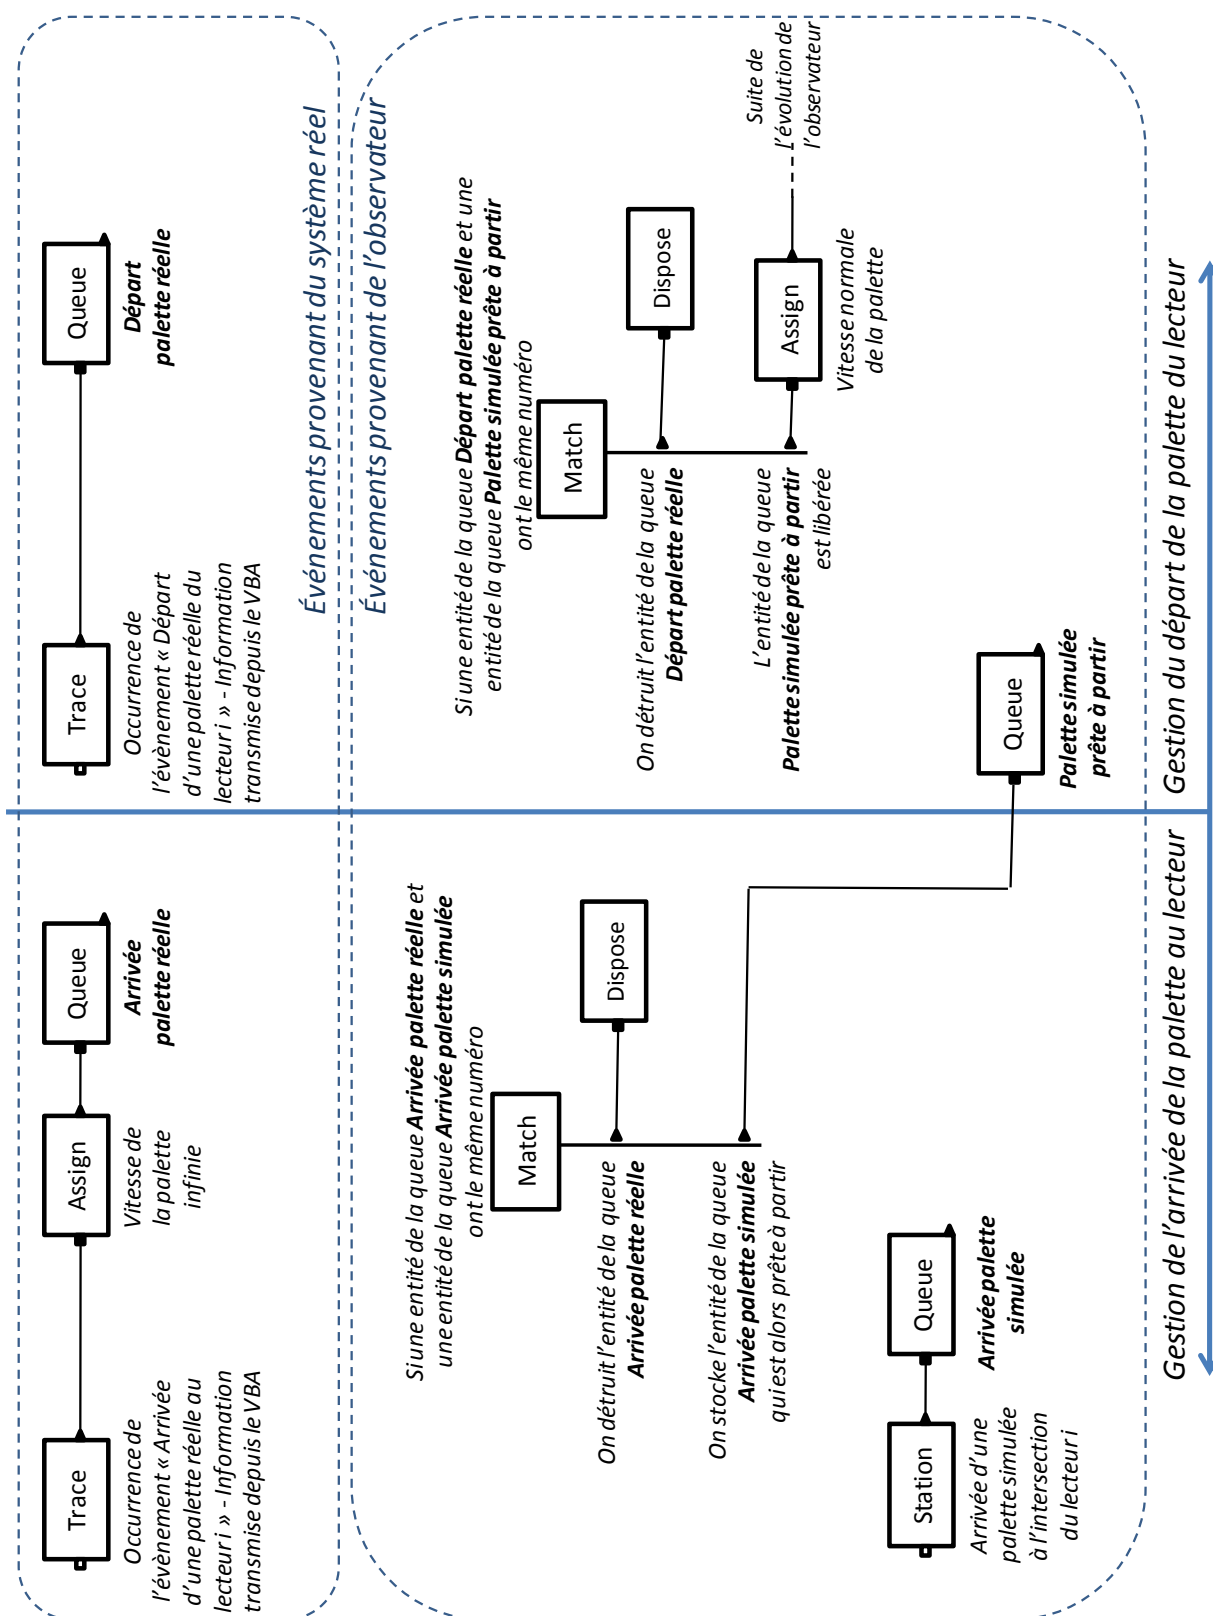 Trace
Occurrence de
l’évènement « Arrivée
d’une palette réelle au
lecteur i » - Information
transmise depuis le VBA
Assign
Vitesse de
la palette
infinie
Queue
Arrivée
palette réelle
Trace
Occurrence de
l’évènement « Départ
d’une palette réelle du
lecteur i » - Information
transmise depuis le VBA
Queue
Départ
palette réelle
Événements provenant du système réel
Événements provenant de l’observateur
Si une entité de la queue Arrivée palette réelle et
une entité de la queue Arrivée palette simulée
ont le même numéro
Match
On détruit l’entité de la queue
Arrivée palette réelle
Dispose
On stocke l’entité de la queue
Arrivée palette simulée
qui est alors prête à partir
Station
Arrivée d’une
palette simulée
à l’intersection
du lecteur i
Queue
Arrivée palette
simulée
Si une entité de la queue Départ palette réelle et une
entité de la queue Palette simulée prête à partir
ont le même numéro
Match
On détruit l’entité de la queue
Départ palette réelle
Dispose
L’entité de la queue
Palette simulée prête à partir
est libérée
Assign
Vitesse normale
de la palette
Suite de
l’évolution de
l’observateur
Queue
Palette simulée
prête à partir
Gestion de l’arrivée de la palette au lecteur
Gestion du départ de la palette du lecteur